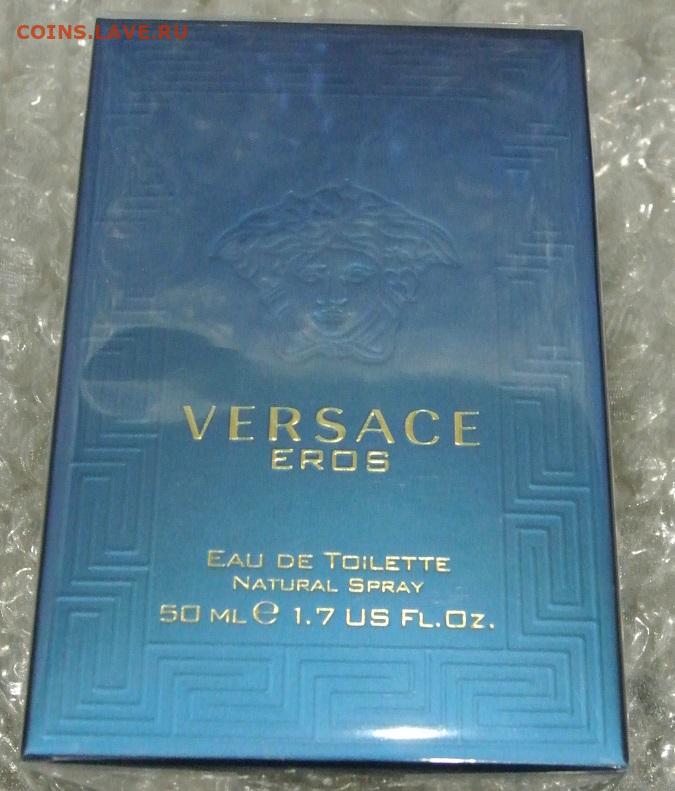 COINS.LAVE.RU
VERSACE
EROS
EAU DE TOILETTE
NATURAL SPRAY
50 ML ℮ 1.7 US FL.OZ.